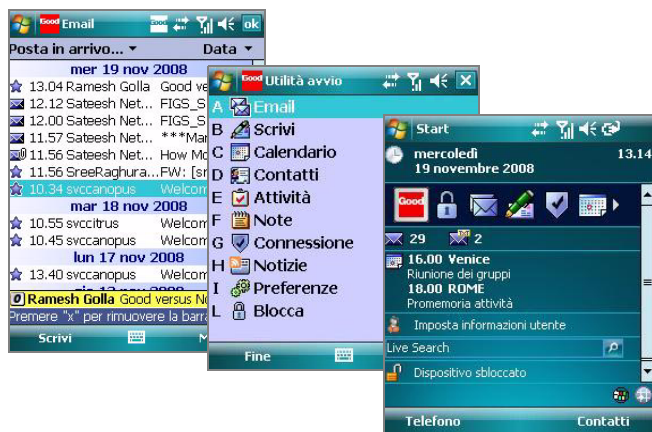 Good Email Good ok
Posta in arrivo... Data
mer 19 nov 2008
13.04 Ramesh Golla Good ve
12.12 Sateesh Net... FIGS_S
12.00 Sateesh Net... FIGS_S
11.57 Sateesh Net... ***Mar
11.56 Sateesh Net... How Mo
11.56 SreeRaghura... FW: [sr
10.34 svccanopus Welcom
mar 18 nov 2008
10.55 svccitrus Welcom
10.45 svccanopus Welcom
lun 17 nov 2008
13.40 svccanopus Welcom
Ramesh Golla Good versus No
Premere "x" per rimuovere la barra
Scrivi M
Good Utilità avvio
A Email
B Scrivi
C Calendario
D Contatti
E Attività
F Note
G Connessione
H Notizie
I Preferenze
L Blocca
Fine
Start
mercoledì 13.14
19 novembre 2008
Good
29 2
16.00 Venice
Riunione dei gruppi
18.00 ROME
Promemoria attività
Imposta informazioni utente
Live Search
Dispositivo sbloccato
Telefono Contatti